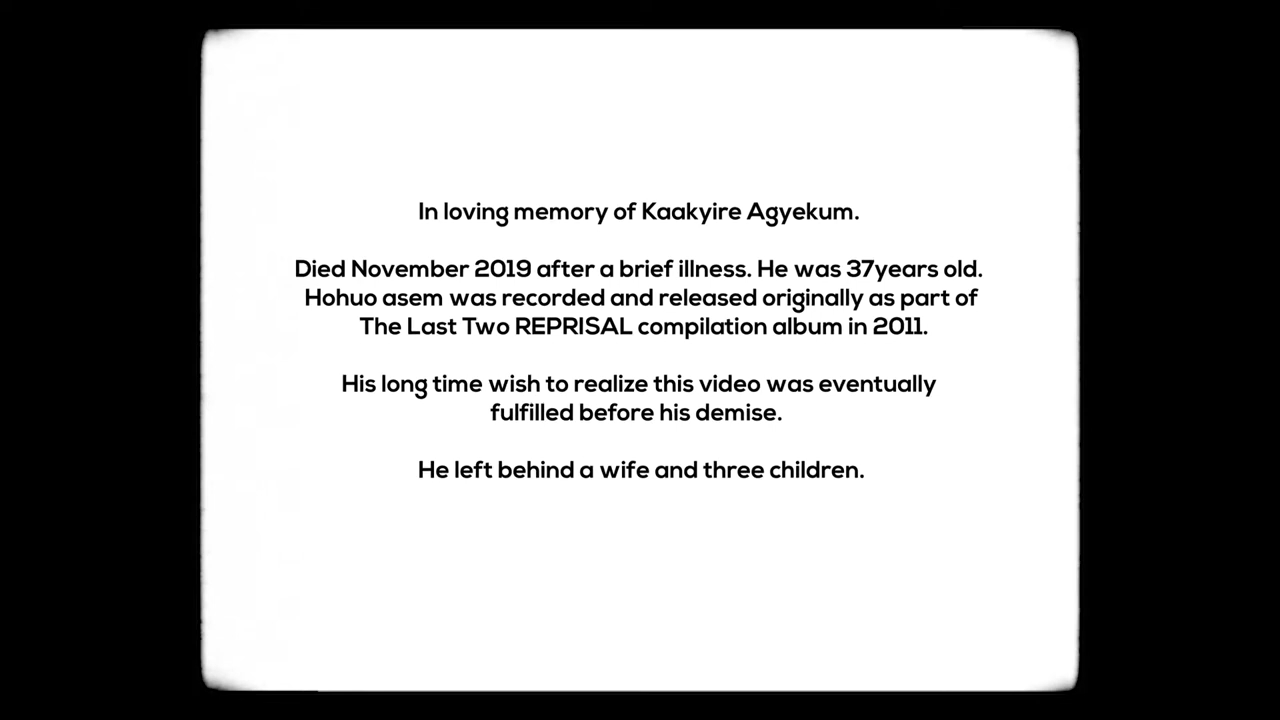 In loving memory of Kaakyire Agyekum.
Died November 2019 after a brief illness. He was 37years old.
Hohuo asem was recorded and released originally as part of
The Last Two REPRISAL compilation album in 2011.
His long time wish to realize this video was eventually
fulfilled before his demise.
He left behind a wife and three children.